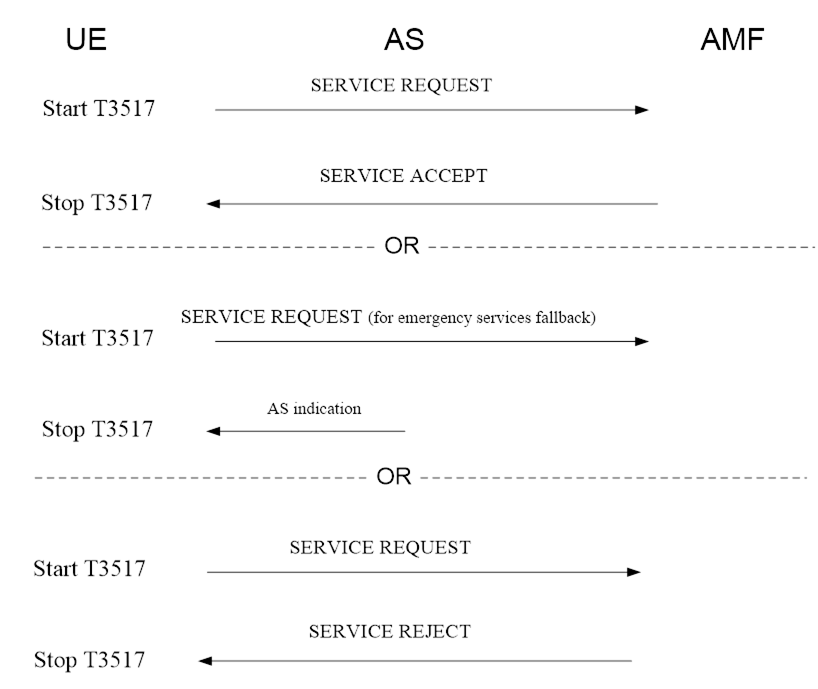 UE AS AMF
SERVICE REQUEST
Start T3517
SERVICE ACCEPT
Stop T3517
OR
SERVICE REQUEST (for emergency services fallback)
Start T3517
AS indication
Stop T3517
OR
SERVICE REQUEST
Start T3517
SERVICE REJECT
Stop T3517